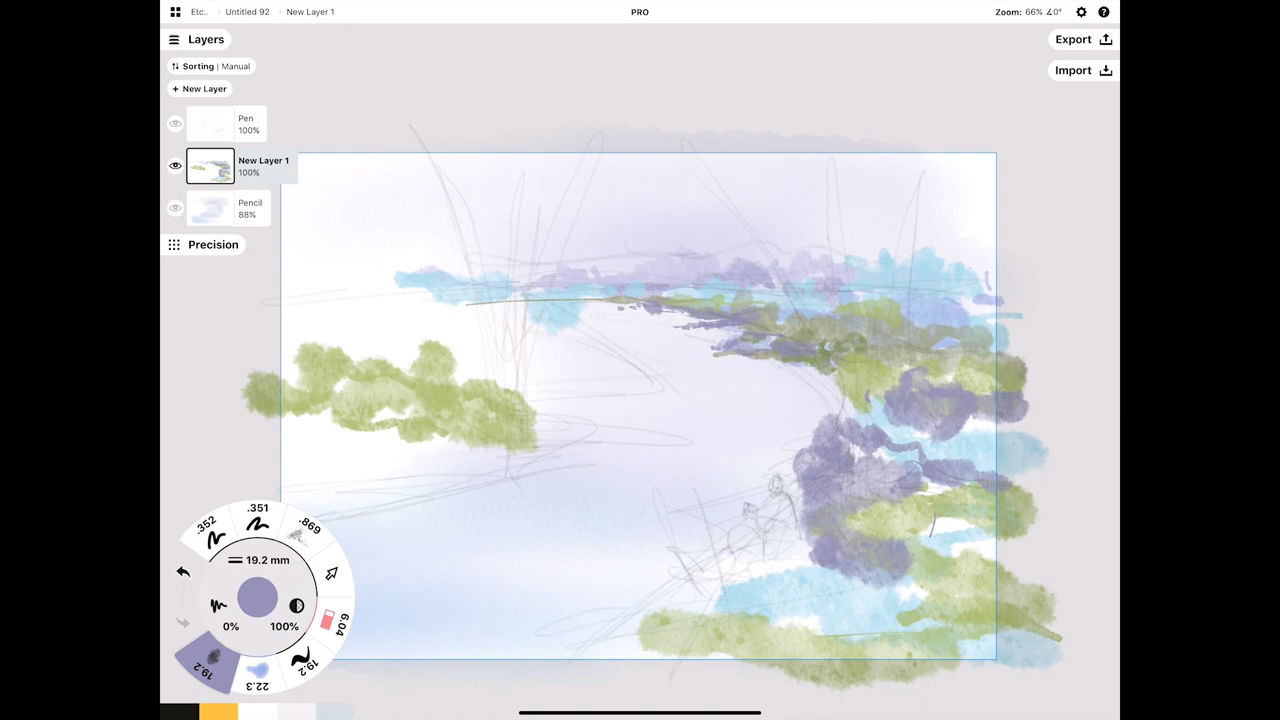 Etc.. › Untitled 92 › New Layer 1
PRO
Zoom: 66% ∡0°
Layers
Export
Sorting | Manual
Import
+ New Layer
Pen
100%
New Layer 1
100%
Pencil
88%
Precision
.352
.351
.869
19.2 mm
0%
100%
6.04
19.2
22.3
19.2